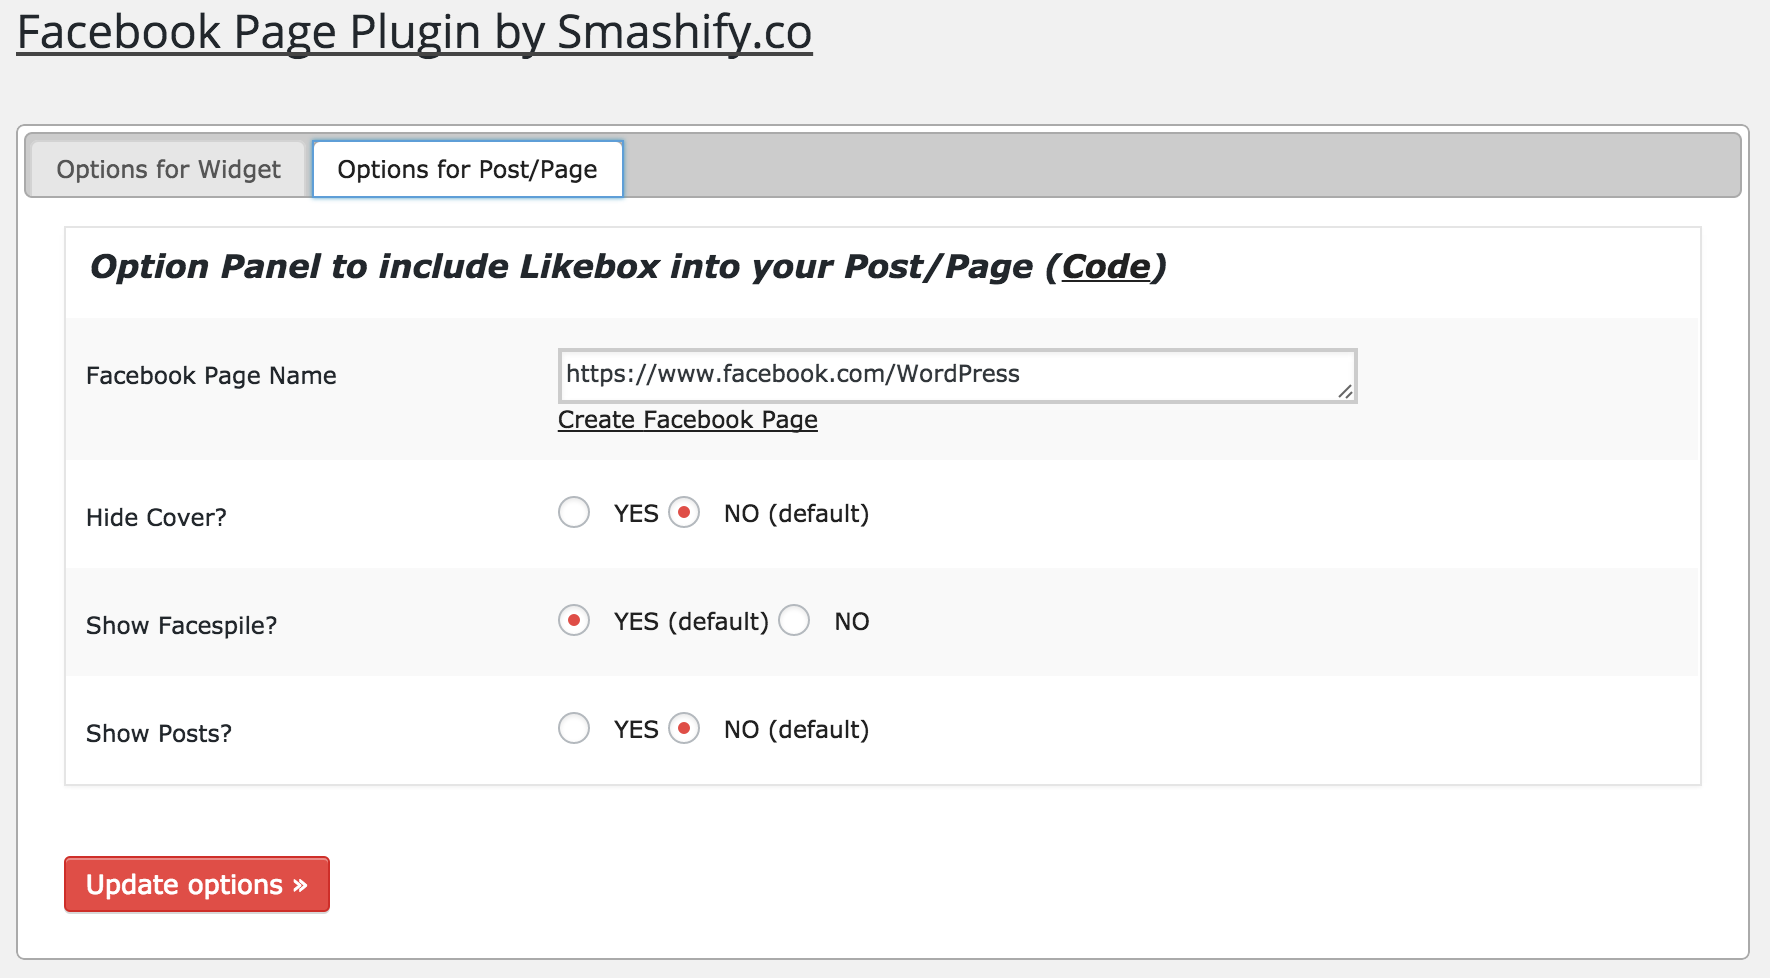 Facebook Page Plugin by Smashify.co
Options for Widget
Options for Post/Page
Option Panel to include Likebox into your Post/Page (Code)
Facebook Page Name
https://www.facebook.com/WordPress
Create Facebook Page
Hide Cover?
YES NO (default)
Show Facespile?
YES (default) NO
Show Posts?
YES NO (default)
Update options »